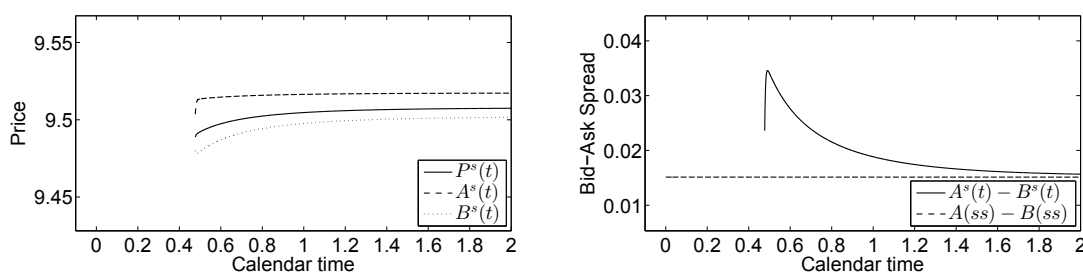 9.55
9.5
9.45
Price
P^s(t)
A^s(t)
B^s(t)
0 0.2 0.4 0.6 0.8 1 1.2 1.4 1.6 1.8 2
Calendar time
0.04
0.03
0.02
0.01
Bid−Ask Spread
A^s(t) − B^s(t)
A(ss) − B(ss)
0 0.2 0.4 0.6 0.8 1 1.2 1.4 1.6 1.8 2
Calendar time